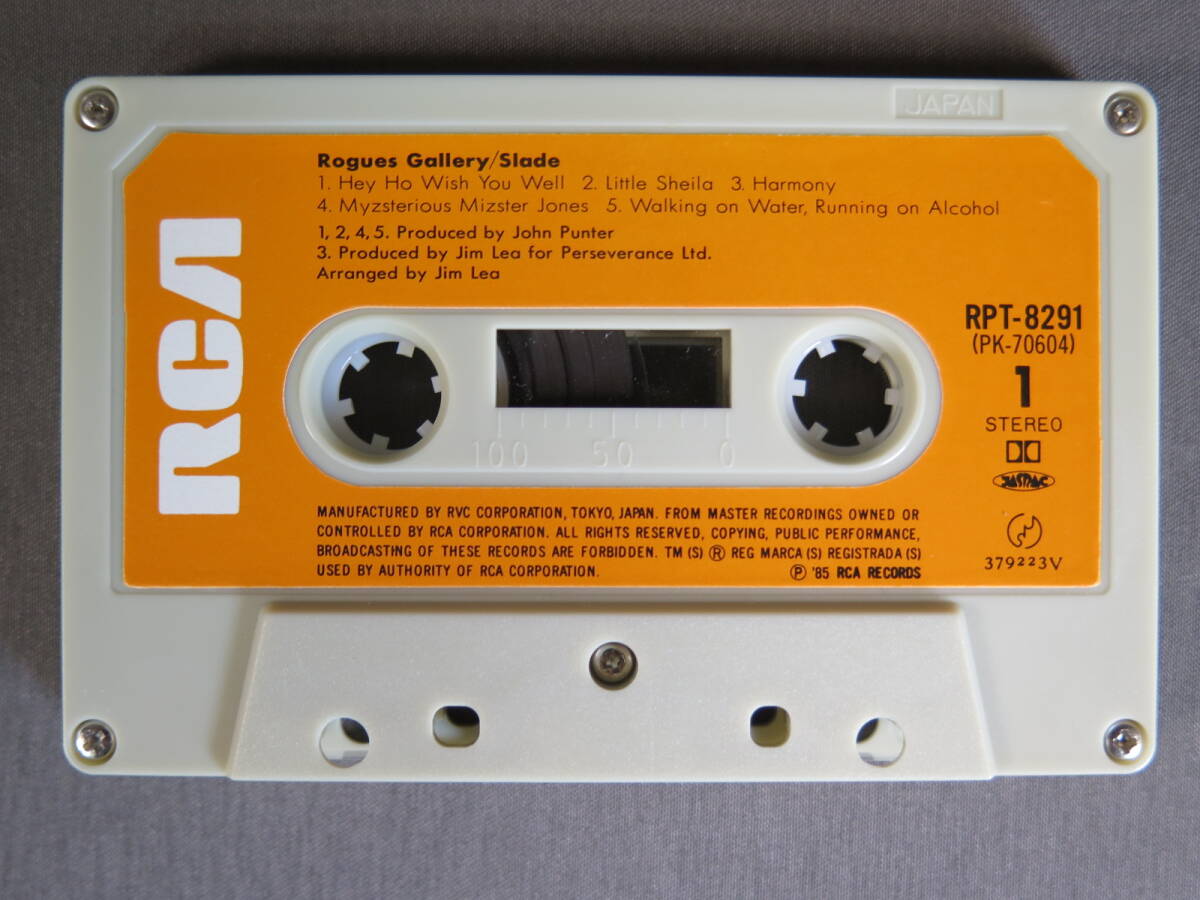 JAPAN
Rogues Gallery/Slade
1. Hey Ho Wish You Well 2. Little Sheila 3. Harmony
4. Myzsterious Mizster Jones 5. Walking on Water, Running on Alcohol
1, 2, 4, 5. Produced by John Punter
3. Produced by Jim Lea for Perseverance Ltd.
Arranged by Jim Lea
RCA
RPT-8291
(PK-70604)
1
STEREO
JASRAC
379223V
100 50 0
MANUFACTURED BY RVC CORPORATION, TOKYO, JAPAN. FROM MASTER RECORDINGS OWNED OR
CONTROLLED BY RCA CORPORATION. ALL RIGHTS RESERVED, COPYING, PUBLIC PERFORMANCE,
BROADCASTING OF THESE RECORDS ARE FORBIDDEN. TM (S) ® REG MARCA (S) REGISTRADA (S)
USED BY AUTHORITY OF RCA CORPORATION. ℗ '85 RCA RECORDS